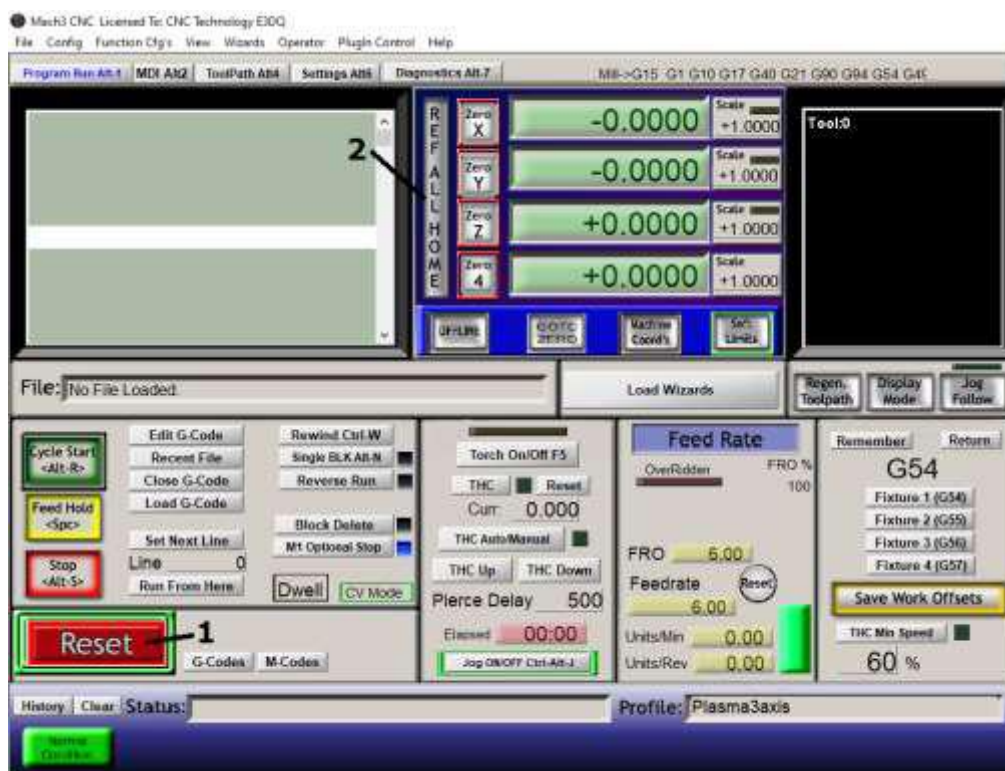 Mach3 CNC Licensed To: CNC Technology E3DQ
File Config Function Cfg's View Wizards Operator PlugIn Control Help
Program Run Alt-1 MDI Alt2 ToolPath Alt4 Settings Alt6 Diagnostics Alt-7
Mill->G15 G1 G10 G17 G40 G21 G90 G94 G54 G49
2
REF ALL HOME
Zero X -0.0000 Scale +1.0000
Zero Y -0.0000 Scale +1.0000
Zero Z +0.0000 Scale +1.0000
Zero 4 +0.0000 Scale +1.0000
OFFLINE GOTO ZERO Machine Coord's Soft Limits
Tool:0
File: No File Loaded.
Load Wizards
Regen. Toolpath Display Mode Jog Follow
Cycle Start <Alt-R>
Feed Hold <Spc>
Stop <Alt-S>
Edit G-Code
Recent File
Close G-Code
Load G-Code
Set Next Line
Line 0
Run From Here
Rewind Ctrl-W
Single BLK Alt-N
Reverse Run
Block Delete
M1 Optional Stop
Dwell CV Mode
Reset 1
G-Codes M-Codes
Torch On/Off F5
THC Reset
Curr 0.000
THC Auto/Manual
THC Up THC Down
Pierce Delay 500
Elapsed 00:00
Jog ON/OFF Ctrl-Alt-J
Feed Rate
OverRidden FRO %
100
FRO 6.00
Feedrate Reset
6.00
Units/Min 0.00
Units/Rev 0.00
Remember Return
G54
Fixture 1 (G54)
Fixture 2 (G55)
Fixture 3 (G56)
Fixture 4 (G57)
Save Work Offsets
THC Min Speed
60 %
History Clear Status:
Profile: Plasma3axis
Normal Condition